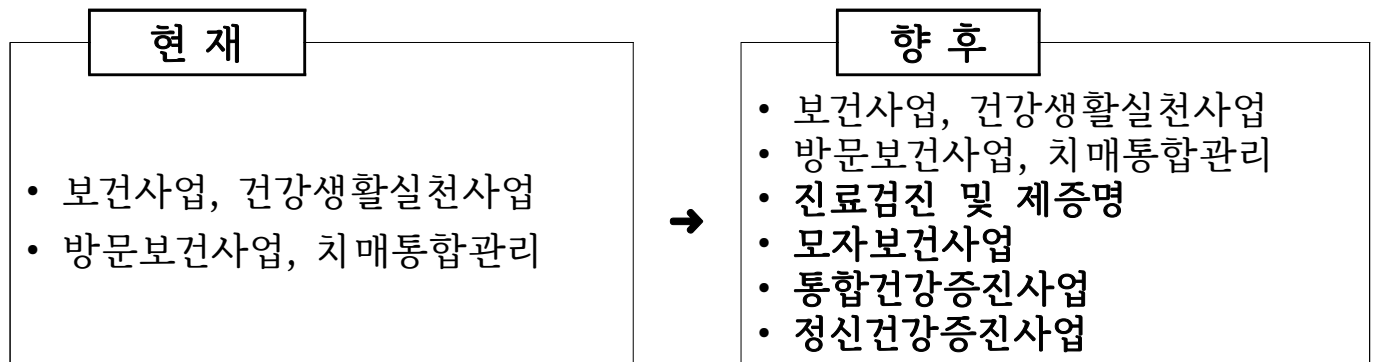 현 재
• 보건사업, 건강생활실천사업
• 방문보건사업, 치매통합관리
➜
향 후
• 보건사업, 건강생활실천사업
• 방문보건사업, 치매통합관리
• 진료검진 및 제증명
• 모자보건사업
• 통합건강증진사업
• 정신건강증진사업